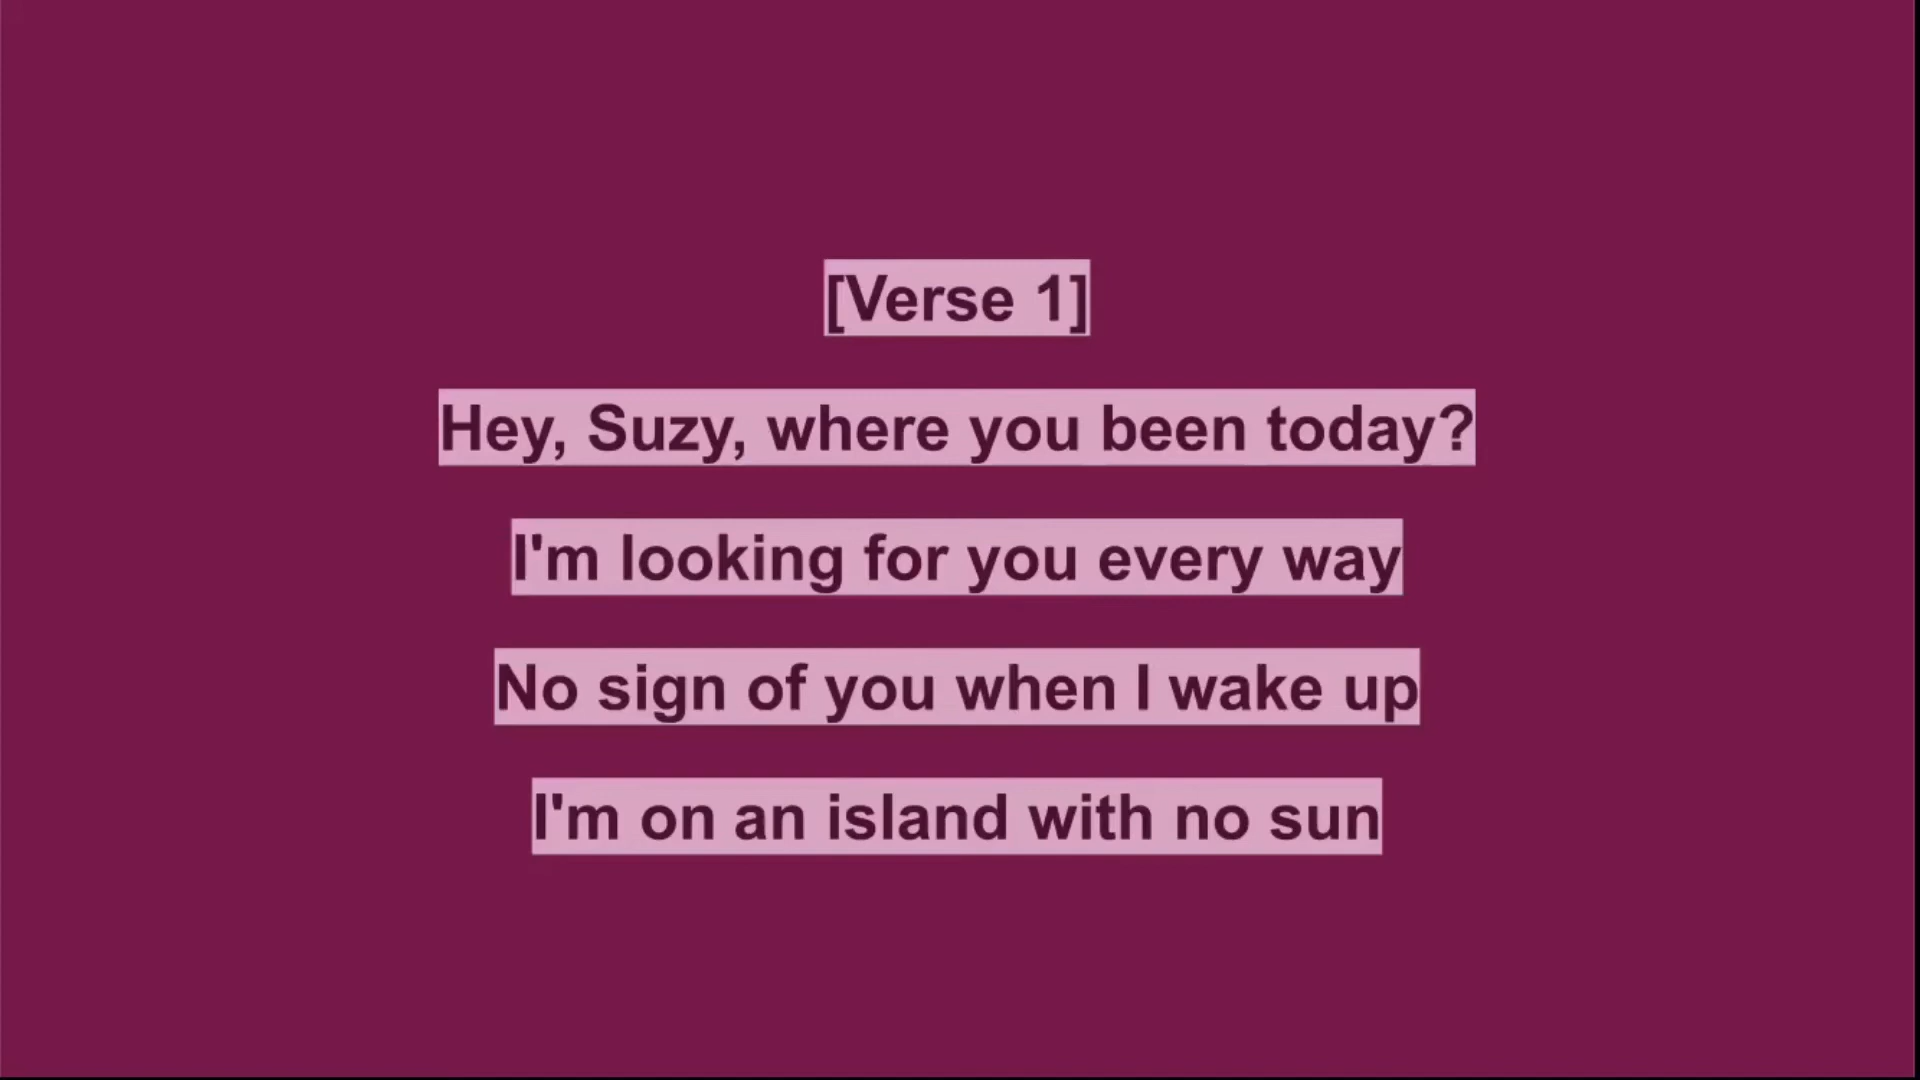 [Verse 1]
Hey, Suzy, where you been today?
I'm looking for you every way
No sign of you when I wake up
I'm on an island with no sun